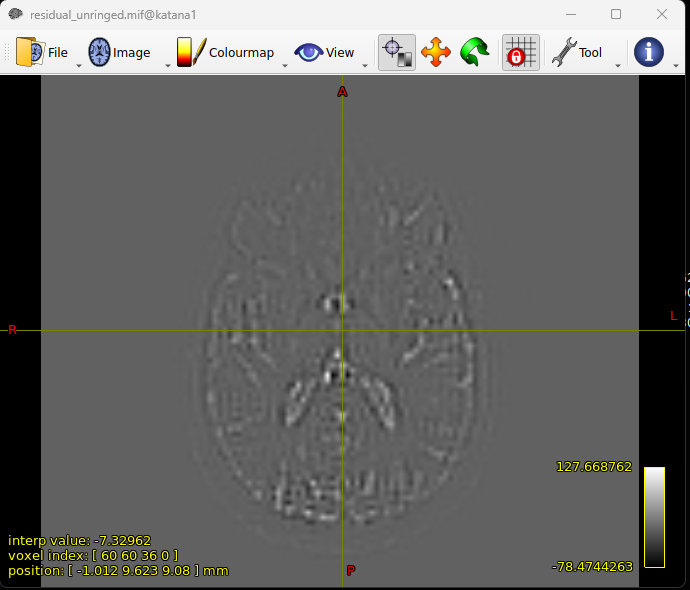 residual_unringed.mif@katana1
File Image Colourmap View Tool
A
R
L
127.668762
interp value: -7.32962
voxel index: [ 60 60 36 0 ]
-78.4744263
position: [ -1.012 9.623 9.08 ] mm
P